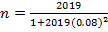 n = 2019 / 1+2019(0.08)²